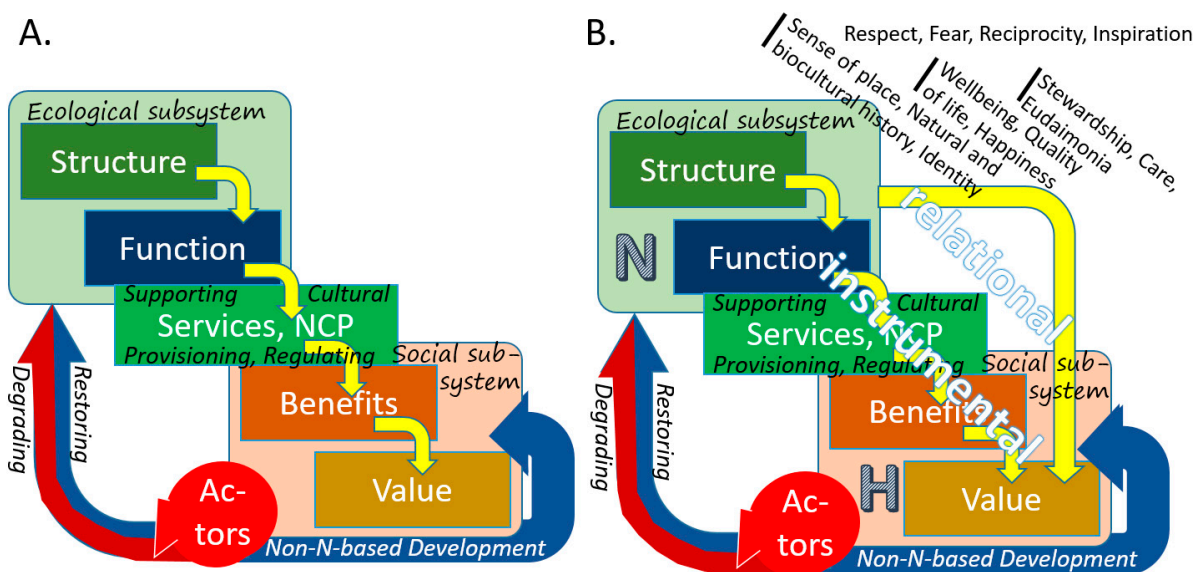 A.
Ecological subsystem
Structure
Function
Supporting
Cultural
Services, NCP
Provisioning, Regulating
Social sub-
system
Benefits
Value
Degrading
Restoring
Ac-
tors
Non-N-based Development
B.
Respect, Fear, Reciprocity, Inspiration
Sense of place, Natural and
biocultural history, Identity
Wellbeing, Quality
of life, Happiness
Stewardship, Care,
Eudaimonia
Ecological subsystem
Structure
relational
N
Function
instrumental
Supporting
Cultural
Services, NCP
Provisioning, Regulating
Social sub-
system
Benefits
H
Value
Degrading
Restoring
Ac-
tors
Non-N-based Development